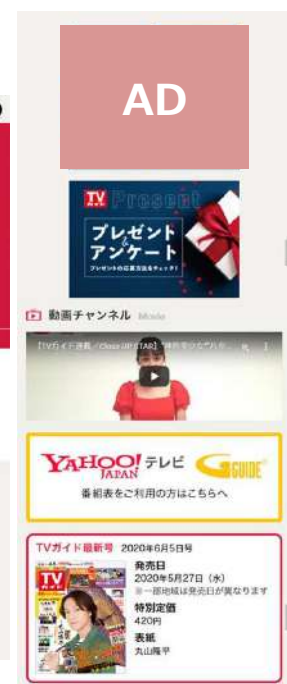 AD
TV
ガイド
Present
プレゼント
&
アンケート
プレゼントの応募方法をチェック!
動画チャンネル Movie
【TVガイド連載／Close UP STAR】
YAHOO! テレビ G GUIDE
JAPAN
番組表をご利用の方はこちらへ
TVガイド最新号 2020年6月5日号
発売日
2020年5月27日（水）
※一部地域は発売日が異なります
特別定価
420円
表紙
丸山隆平
TV